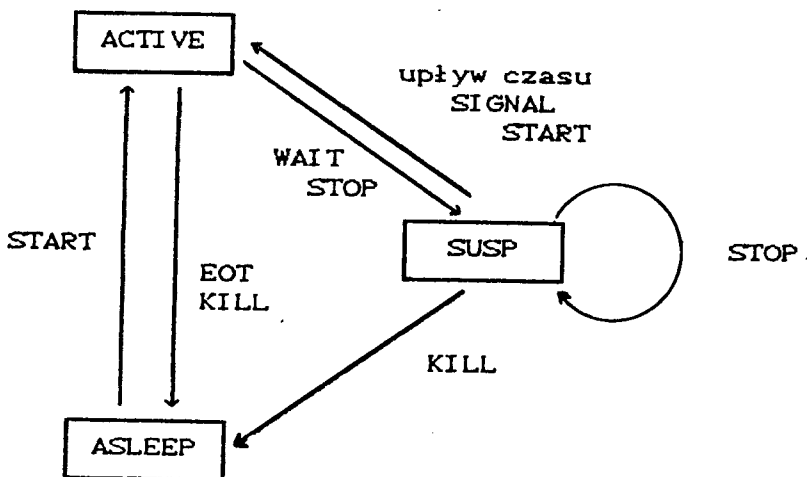 ACTIVE
upływ czasu
SIGNAL
START
WAIT
STOP
START
SUSP
STOP
EOT
KILL
KILL
ASLEEP